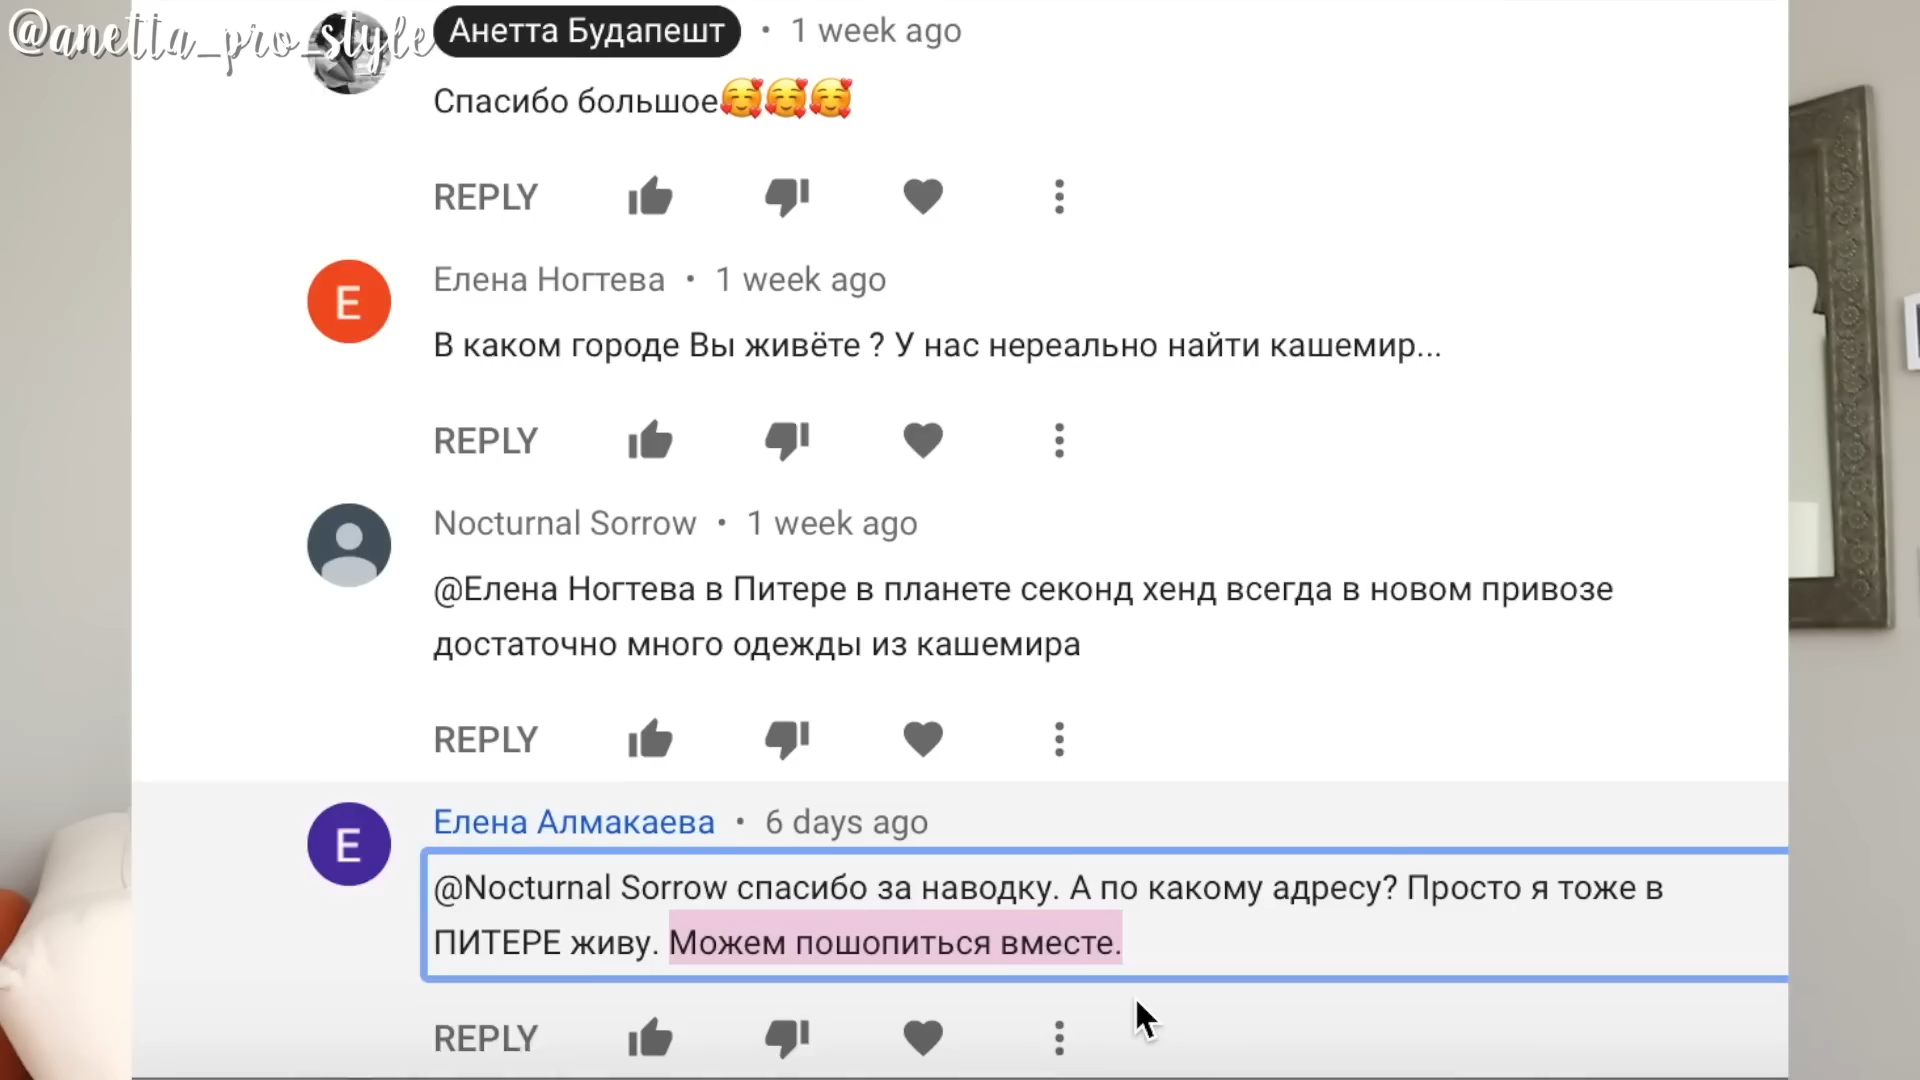 @anetta_pro_style
Анетта Будапешт • 1 week ago
Спасибо большое🥰🥰🥰
REPLY
E
Елена Ногтева • 1 week ago
В каком городе Вы живёте ? У нас нереально найти кашемир...
REPLY
Nocturnal Sorrow • 1 week ago
@Елена Ногтева в Питере в планете секонд хенд всегда в новом привозе
достаточно много одежды из кашемира
REPLY
E
Елена Алмакаева • 6 days ago
@Nocturnal Sorrow спасибо за наводку. А по какому адресу? Просто я тоже в
ПИТЕРЕ живу. Можем пошопиться вместе.
REPLY